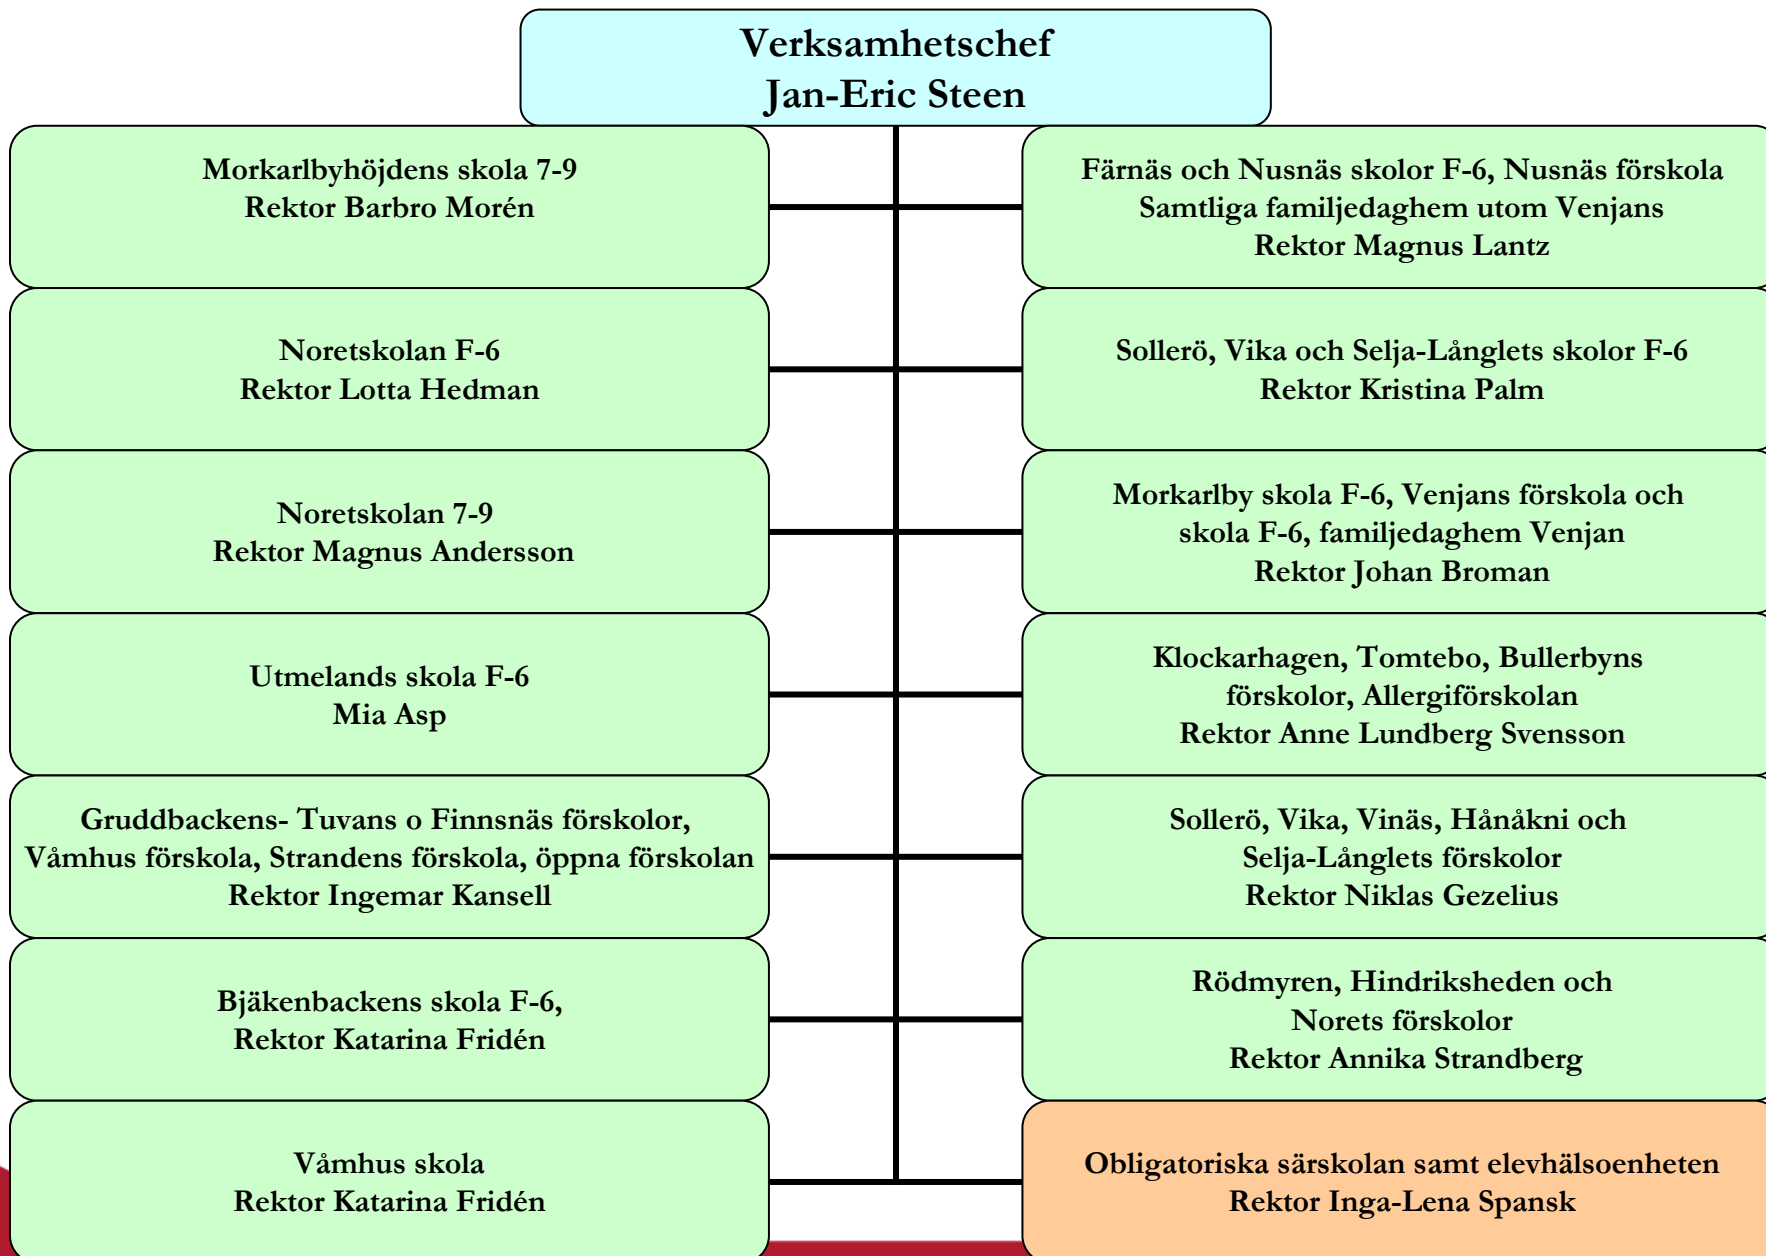 Verksamhetschef
Jan-Eric Steen
Morkarlbyhöjdens skola 7-9
Rektor Barbro Morén
Färnäs och Nusnäs skolor F-6, Nusnäs förskola
Samtliga familjedaghem utom Venjans
Rektor Magnus Lantz
Noretskolan F-6
Rektor Lotta Hedman
Sollerö, Vika och Selja-Långlets skolor F-6
Rektor Kristina Palm
Noretskolan 7-9
Rektor Magnus Andersson
Morkarlby skola F-6, Venjans förskola och
skola F-6, familjedaghem Venjan
Rektor Johan Broman
Utmelands skola F-6
Mia Asp
Klockarhagen, Tomtebo, Bullerbyns
förskolor, Allergiförskolan
Rektor Anne Lundberg Svensson
Gruddbackens- Tuvans o Finnsnäs förskolor,
Våmhus förskola, Strandens förskola, öppna förskolan
Rektor Ingemar Kansell
Sollerö, Vika, Vinäs, Hånåkni och
Selja-Långlets förskolor
Rektor Niklas Gezelius
Bjäkenbackens skola F-6,
Rektor Katarina Fridén
Rödmyren, Hindriksheden och
Norets förskolor
Rektor Annika Strandberg
Våmhus skola
Rektor Katarina Fridén
Obligatoriska särskolan samt elevhälsoenheten
Rektor Inga-Lena Spansk